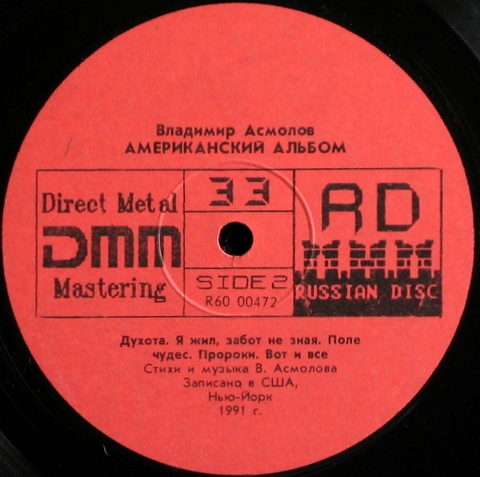 Владимир Асмолов
АМЕРИКАНСКИЙ АЛЬБОМ
Direct Metal
DMM
Mastering
33
SIDE 2
R60 00472
RD
RUSSIAN DISC
Духота. Я жил, забот не зная. Поле
чудес. Пророки. Вот и все
Стихи и музыка В. Асмолова
Записано в США,
Нью-Йорк
1991 г.